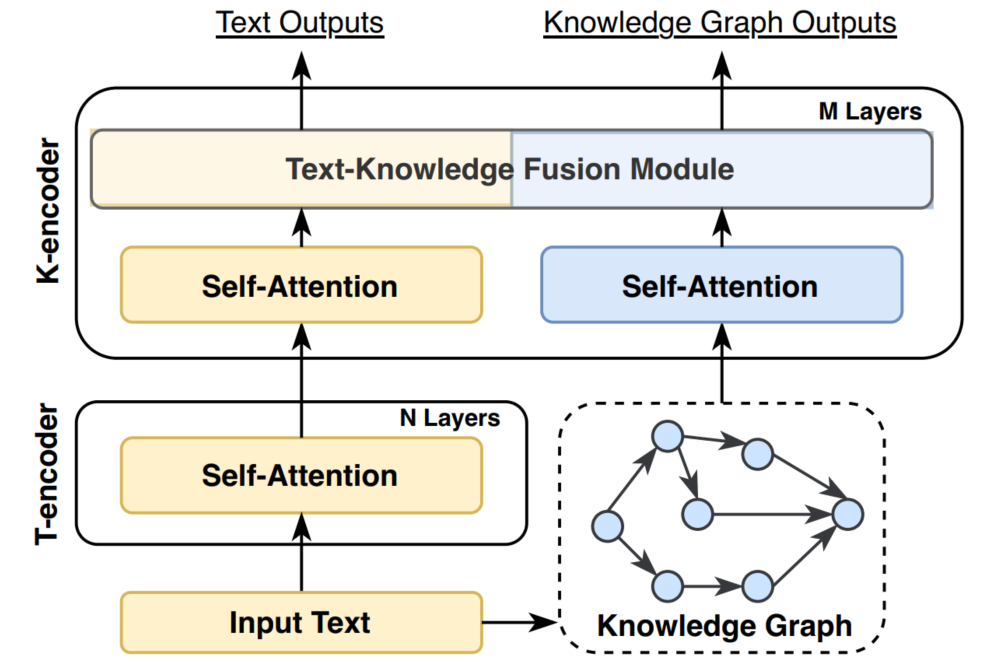 Text Outputs
Knowledge Graph Outputs
M Layers
K-encoder
Text-Knowledge Fusion Module
Self-Attention
Self-Attention
T-encoder
N Layers
Self-Attention
Input Text
Knowledge Graph